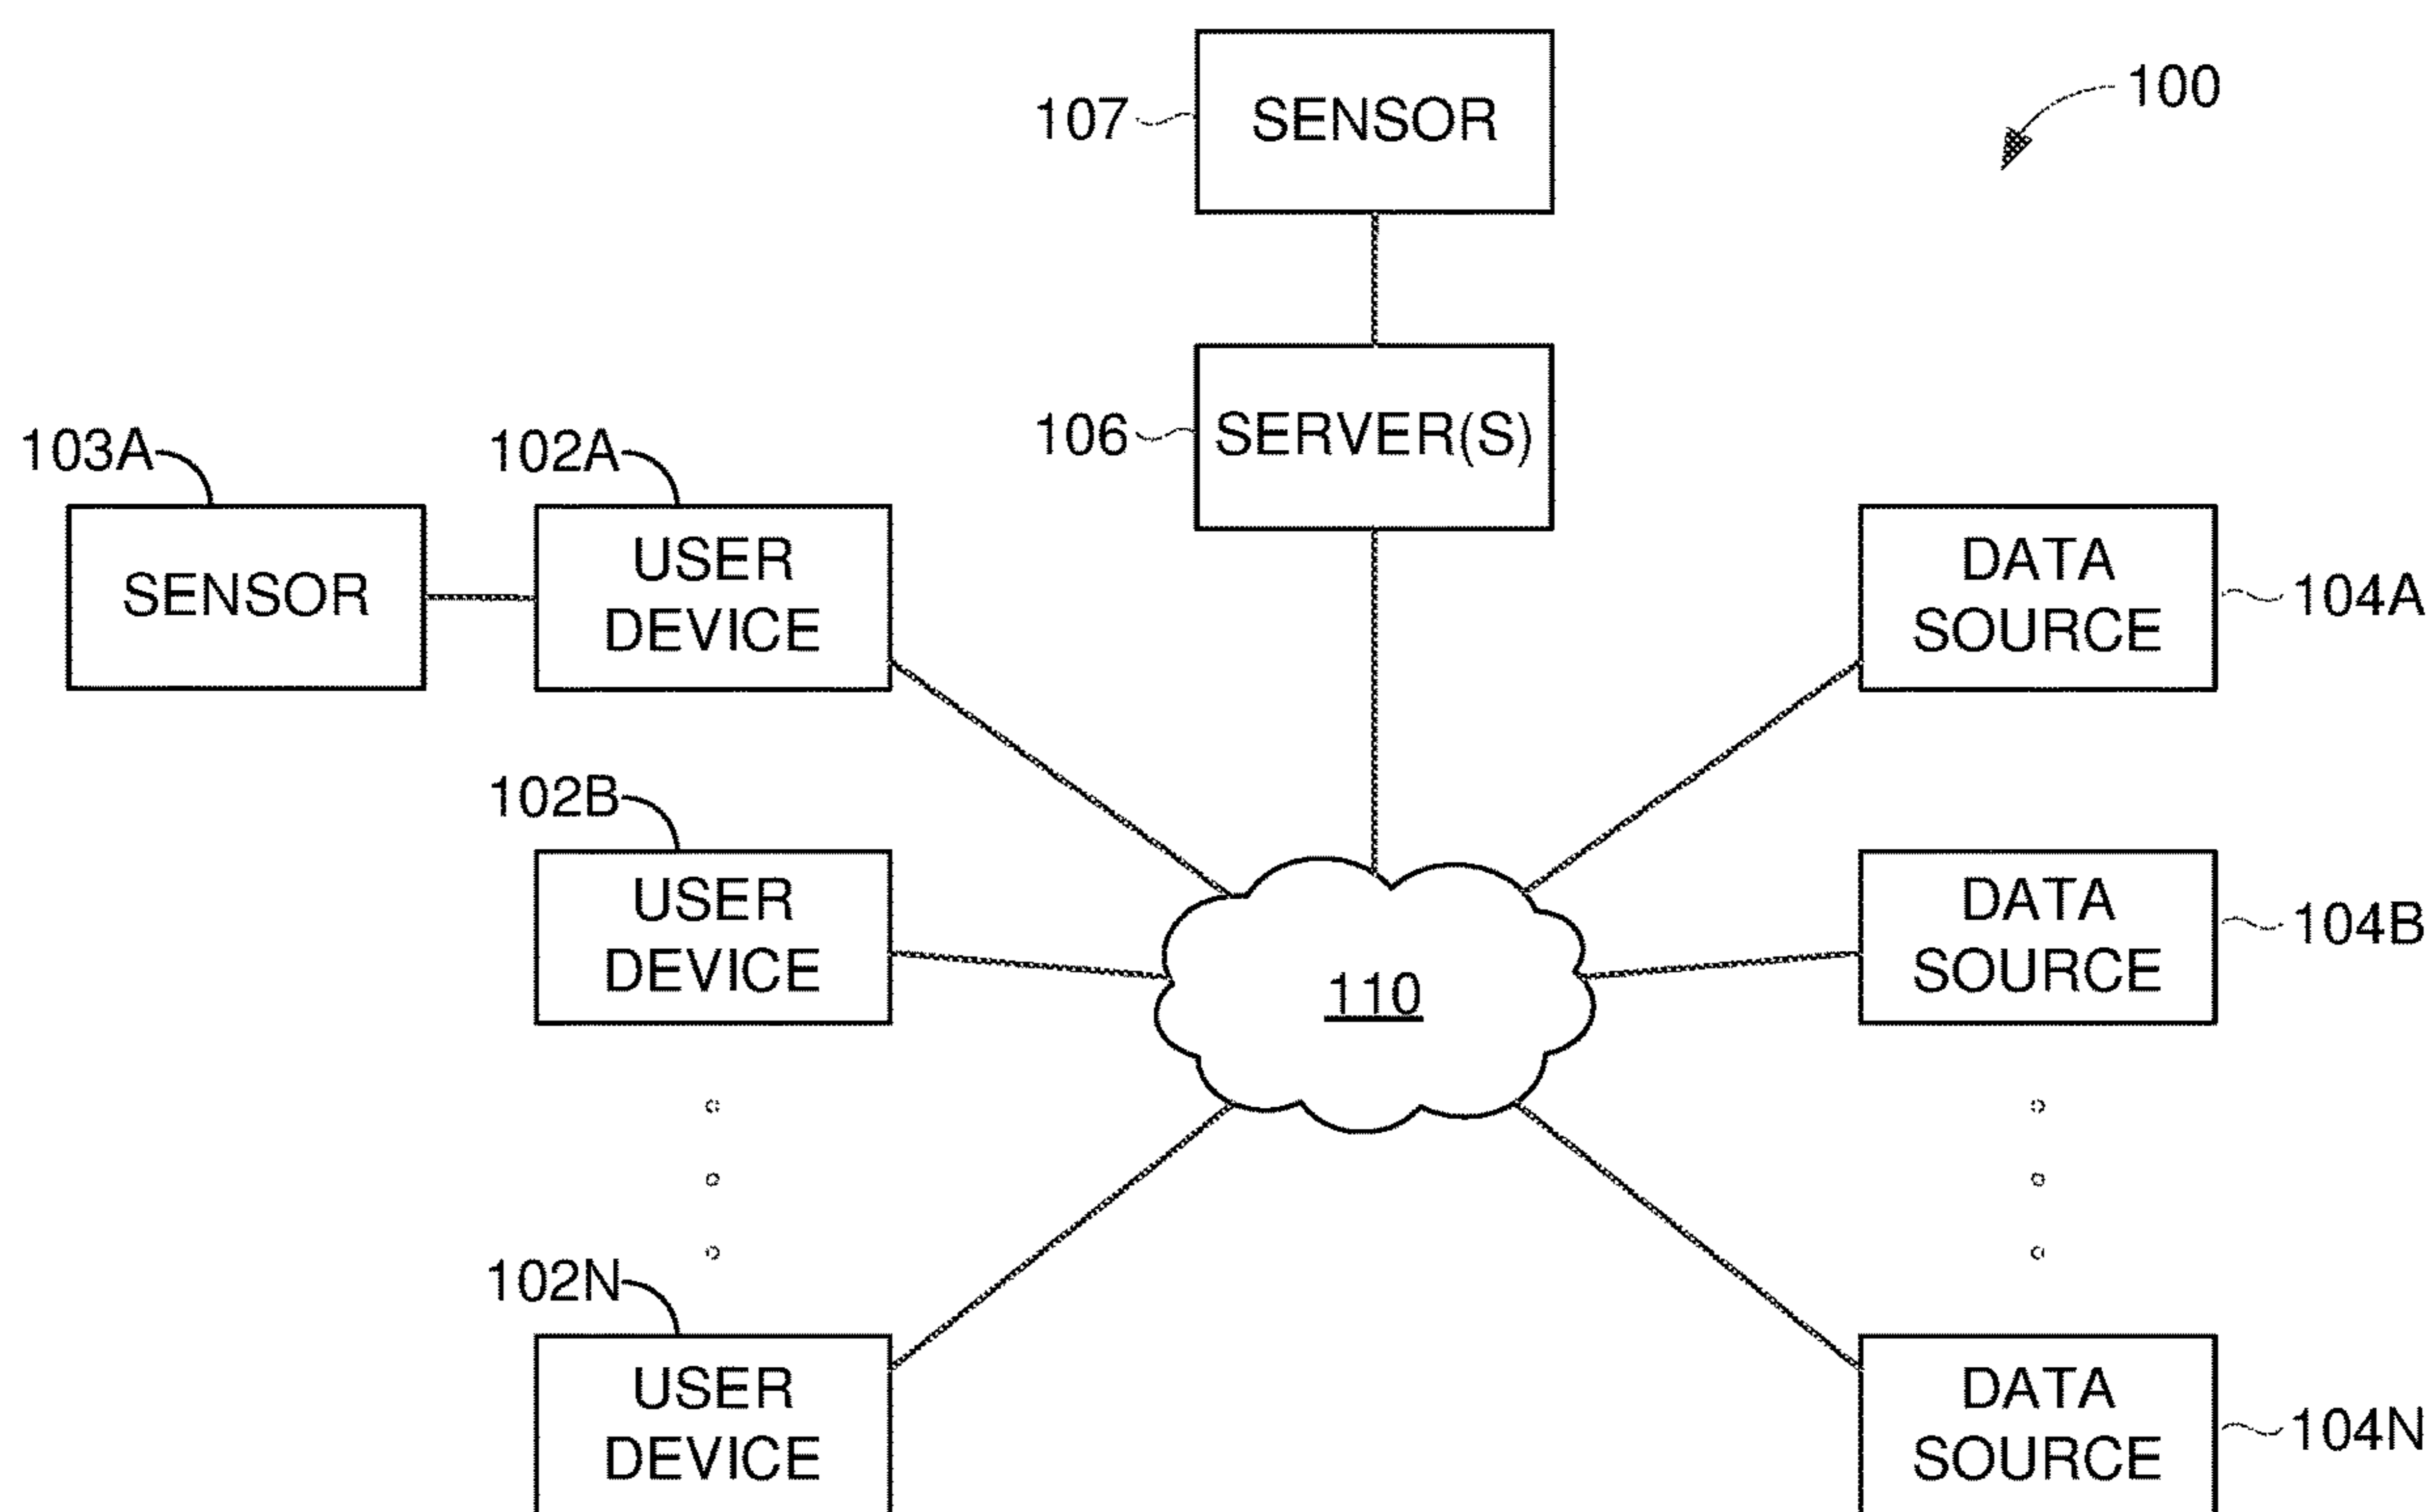 107
SENSOR
100
106
SERVER(S)
103A
SENSOR
102A
USER
DEVICE
DATA
SOURCE
104A
102B
USER
DEVICE
110
DATA
SOURCE
104B
102N
USER
DEVICE
DATA
SOURCE
104N